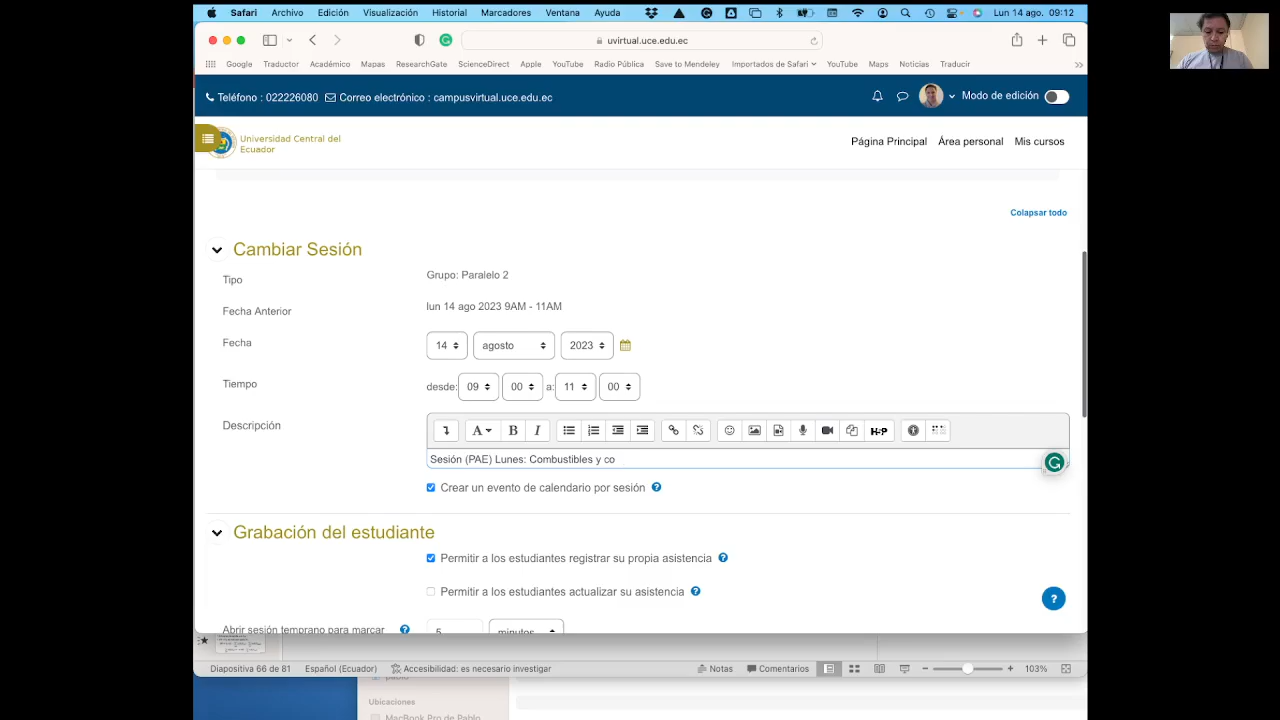 Safari Archivo Edición Visualización Historial Marcadores Ventana Ayuda Lun 14 ago. 09:12
uvirtual.uce.edu.ec
Google Traductor Académico Mapas ResearchGate ScienceDirect Apple YouTube Radio Pública Save to Mendeley Importados de Safari YouTube Maps Noticias Traducir
Teléfono : 022226080 Correo electrónico : campusvirtual.uce.edu.ec Modo de edición
Universidad Central del
Ecuador
Página Principal Área personal Mis cursos
Colapsar todo
Cambiar Sesión
Tipo Grupo: Paralelo 2
Fecha Anterior lun 14 ago 2023 9AM - 11AM
Fecha 14 agosto 2023
Tiempo desde: 09 00 a: 11 00
Descripción A B I H-P
Sesión (PAE) Lunes: Combustibles y co
Crear un evento de calendario por sesión ?
Grabación del estudiante
Permitir a los estudiantes registrar su propia asistencia ?
Permitir a los estudiantes actualizar su asistencia ?
?
Abrir sesión temprano para marcar ? 5 minutos
Diapositiva 66 de 81 Español (Ecuador) Accesibilidad: es necesario investigar Notas Comentarios 103%
pablo
Ubicaciones
MacBook Pro de Pablo